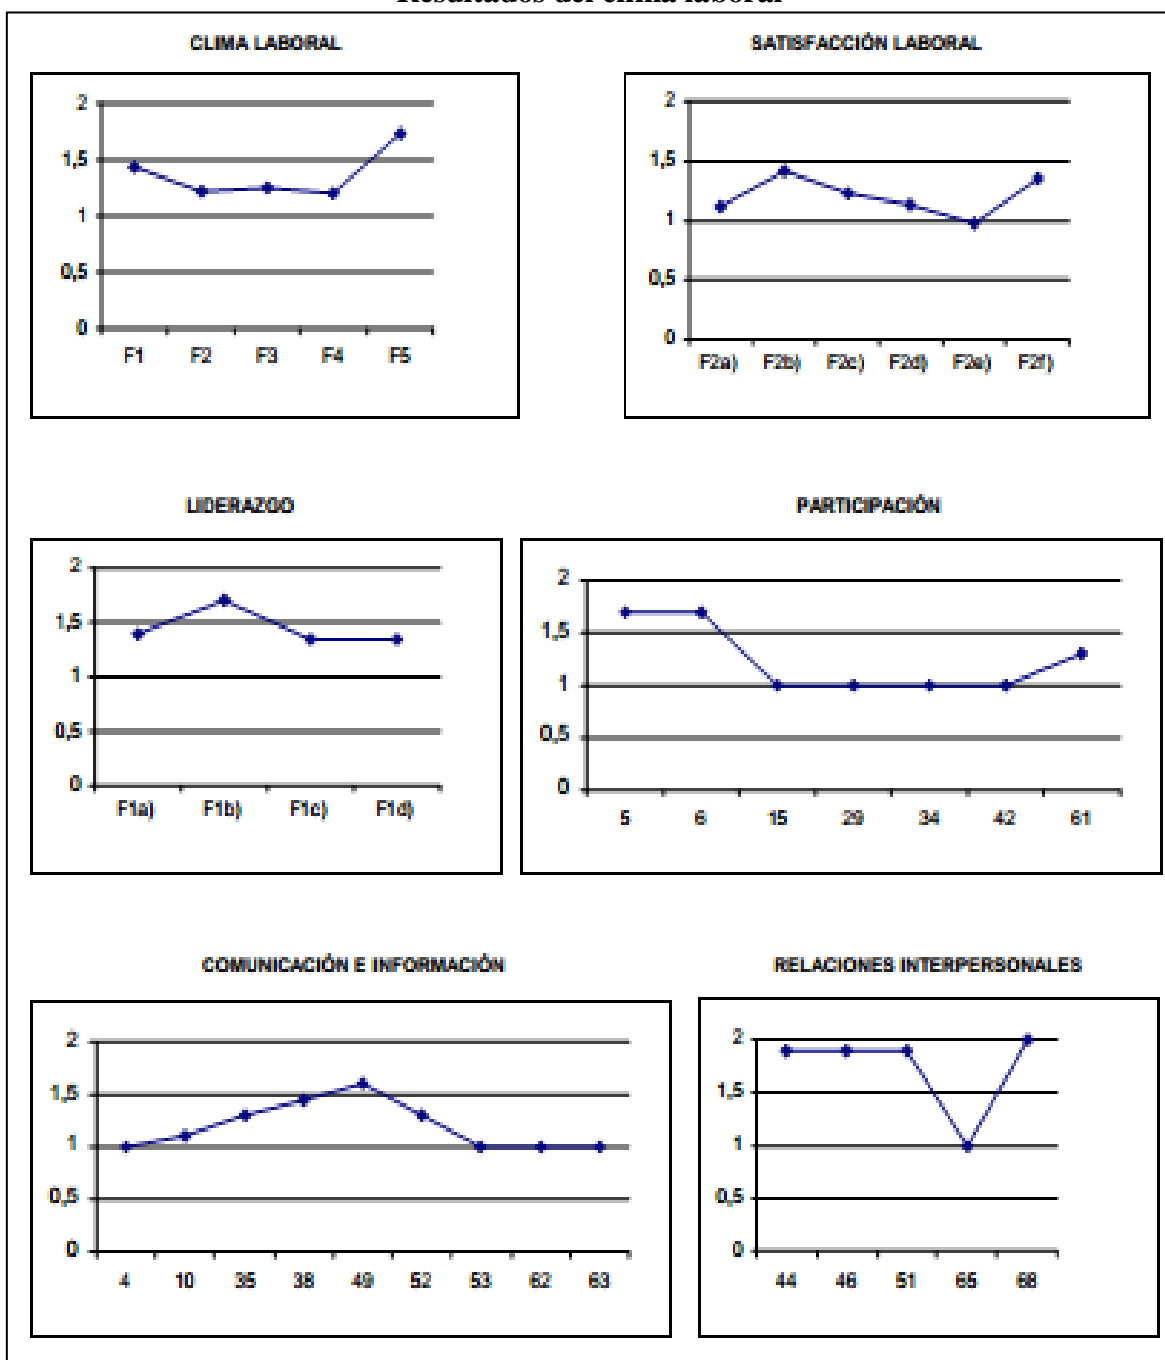 Resultados del clima laboral
CLIMA LABORAL
2
1,5
1
0,5
0
F1 F2 F3 F4 F5
SATISFACCIÓN LABORAL
2
1,5
1
0,5
0
F2a) F2b) F2c) F2d) F2e) F2f)
LIDERAZGO
2
1,5
1
0,5
0
F1a) F1b) F1c) F1d)
PARTICIPACIÓN
2
1,5
1
0,5
0
5 6 15 29 34 42 61
COMUNICACIÓN E INFORMACIÓN
2
1,5
1
0,5
0
4 10 35 38 49 52 53 62 63
RELACIONES INTERPERSONALES
2
1,5
1
0,5
0
44 46 51 65 68